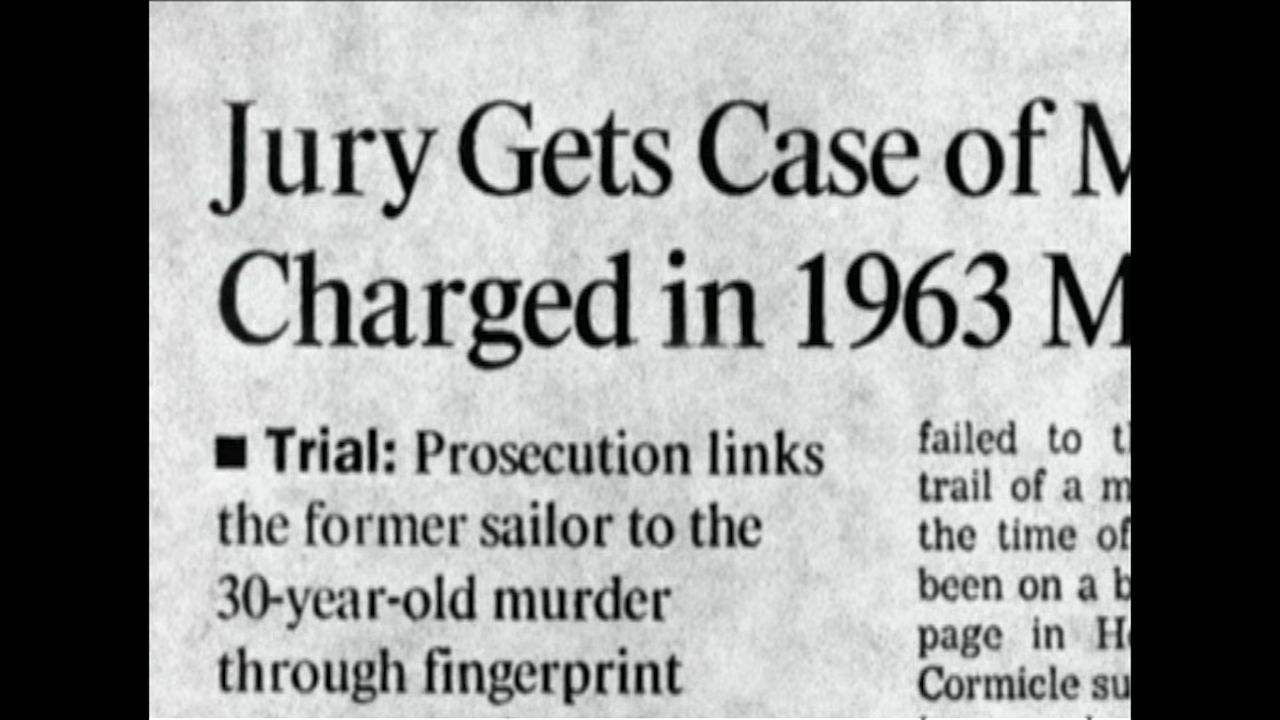 Jury Gets Case of
Charged in 1963
■ Trial: Prosecution links
the former sailor to the
30-year-old murder
through fingerprint
failed to
trail of a
the time of
been on a
page in
Cormicle